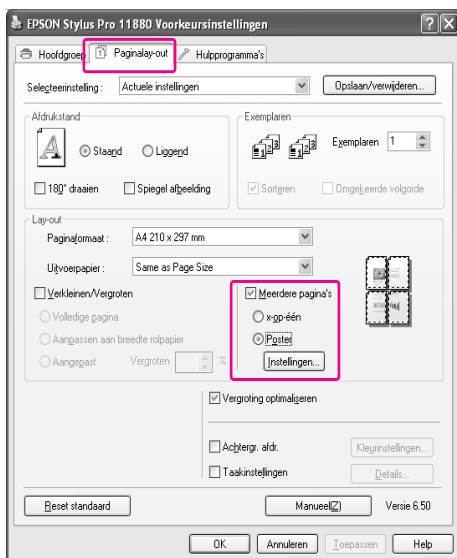 EPSON Stylus Pro 11880 Voorkeursinstellingen
Hoofdgroep Paginalay-out Hulpprogramma's
Selecteerinstelling : Actuele instellingen Opslaan/verwijderen...
Afdrukstand Exemplaren
Staand Liggend Exemplaren 1
180° draaien Spiegel afbeelding Sorteren Omgekeerde volgorde
Lay-out
Paginaformaat : A4 210 x 297 mm
Uitvoerpapier : Same as Page Size
Verkleinen/Vergroten Meerdere pagina's
Volledige pagina x-op-één
Aanpassen aan breedte rolpapier Poster
Aangepast Vergroten % Instellingen...
Vergroting optimaliseren
Achtergr. afdr. Kleurinstellingen...
Taakinstellingen Details...
Reset standaard Manueel(Z) Versie 6.50
OK Annuleren Toepassen Help